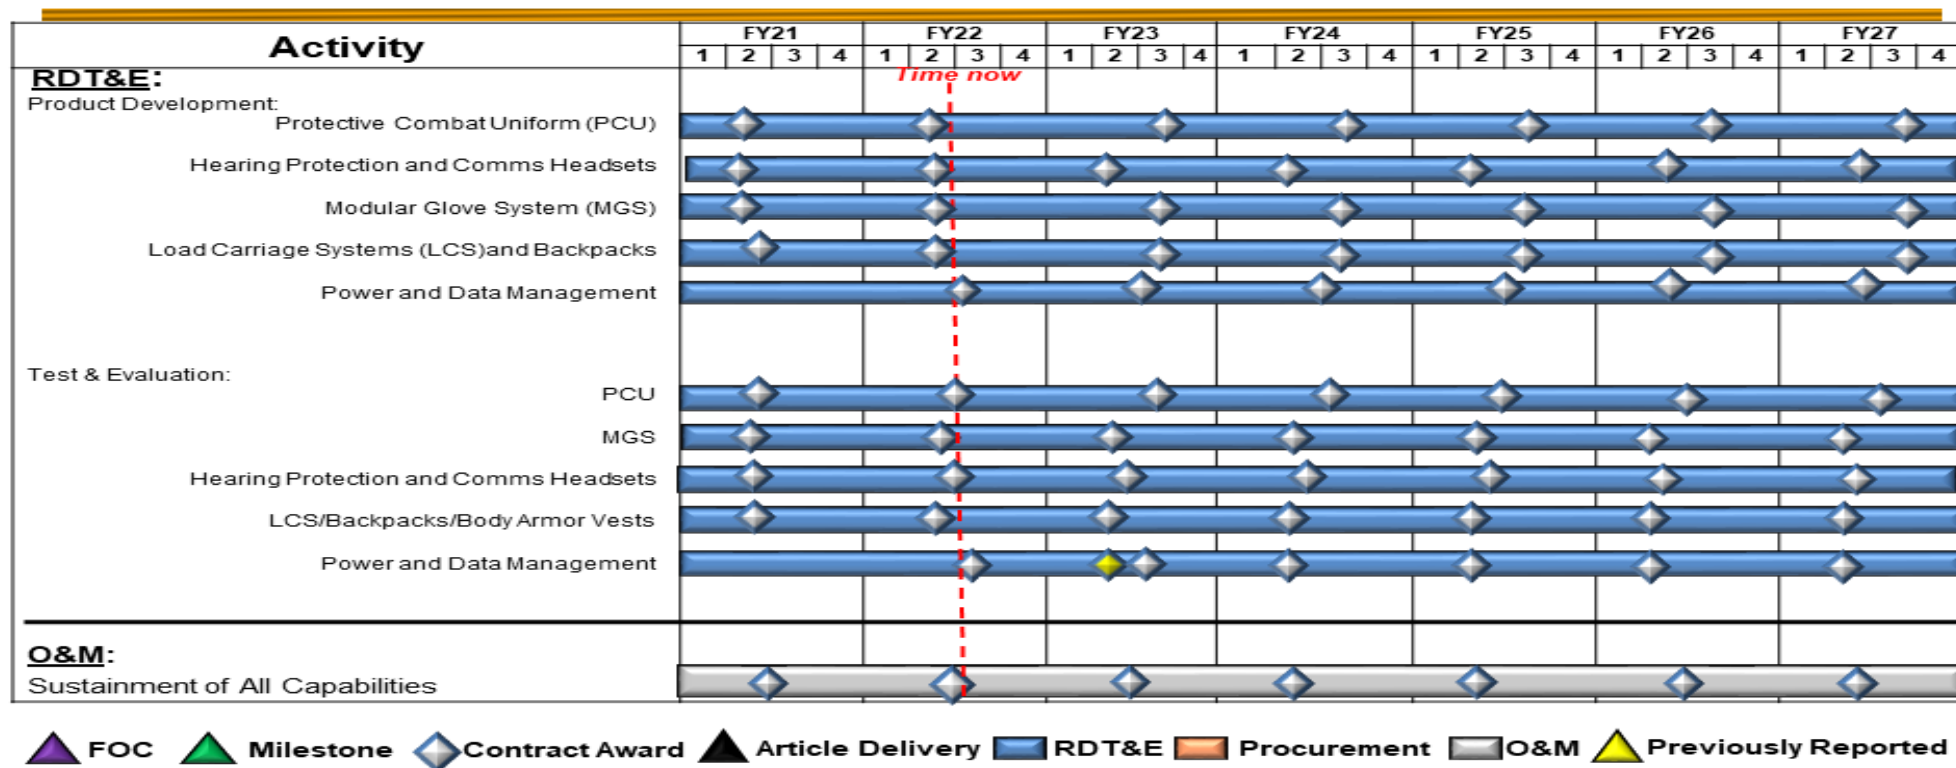 Activity FY21 FY22 FY23 FY24 FY25 FY26 FY27
1 2 3 4 1 2 3 4 1 2 3 4 1 2 3 4 1 2 3 4 1 2 3 4 1 2 3 4
RDT&E:
Time now
Product Development:
Protective Combat Uniform (PCU)
Hearing Protection and Comms Headsets
Modular Glove System (MGS)
Load Carriage Systems (LCS)and Backpacks
Power and Data Management
Test & Evaluation:
PCU
MGS
Hearing Protection and Comms Headsets
LCS/Backpacks/Body Armor Vests
Power and Data Management
O&M:
Sustainment of All Capabilities
FOC Milestone Contract Award Article Delivery RDT&E Procurement O&M Previously Reported